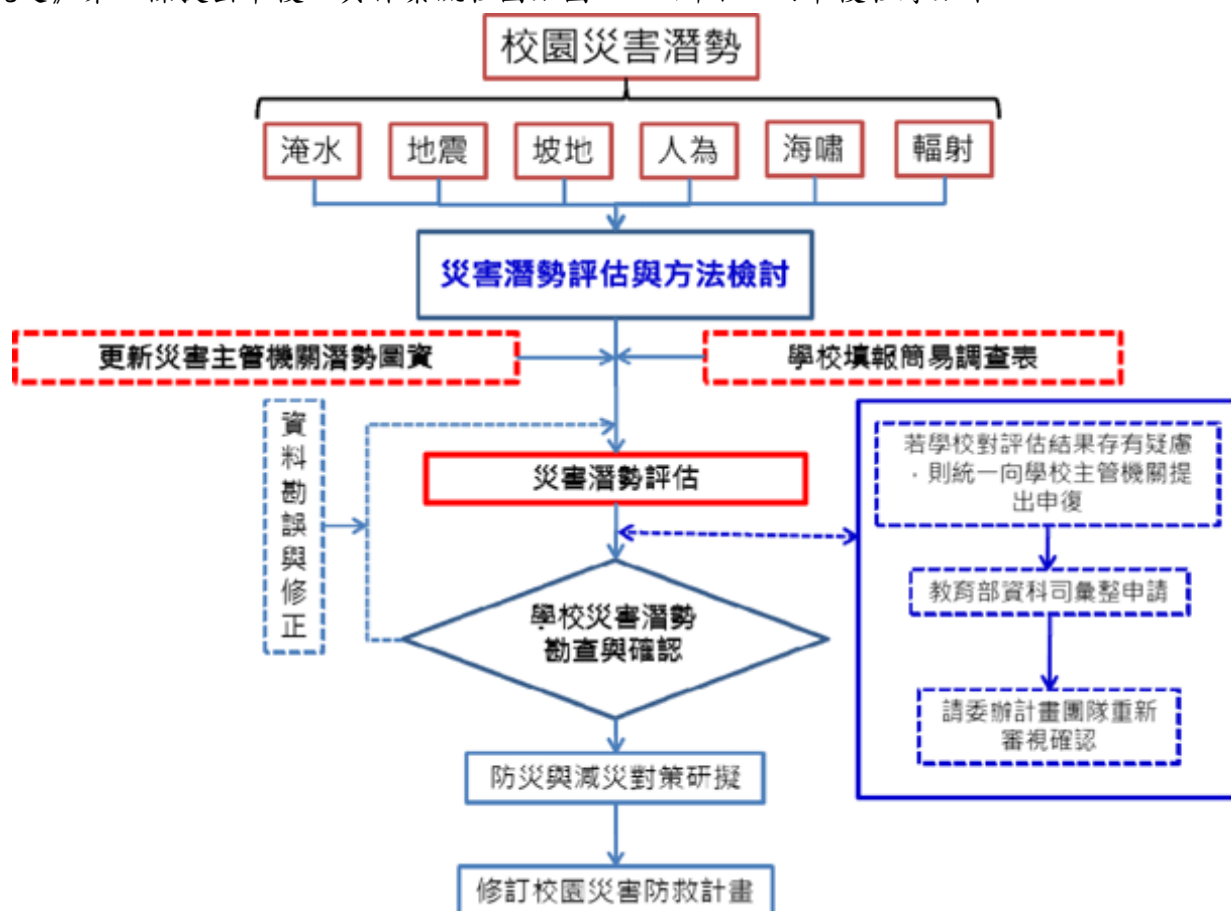 校園災害潛勢
淹水
地震
坡地
人為
海嘯
輻射
災害潛勢評估與方法檢討
更新災害主管機關潛勢圖資
學校填報簡易調查表
資料勘誤與修正
災害潛勢評估
若學校對評估結果存有疑慮
，則統一向學校主管機關提
出申復
教育部資科司彙整申請
學校災害潛勢
勘查與確認
請委辦計畫團隊重新
審視確認
防災與減災對策研擬
修訂校園災害防救計畫